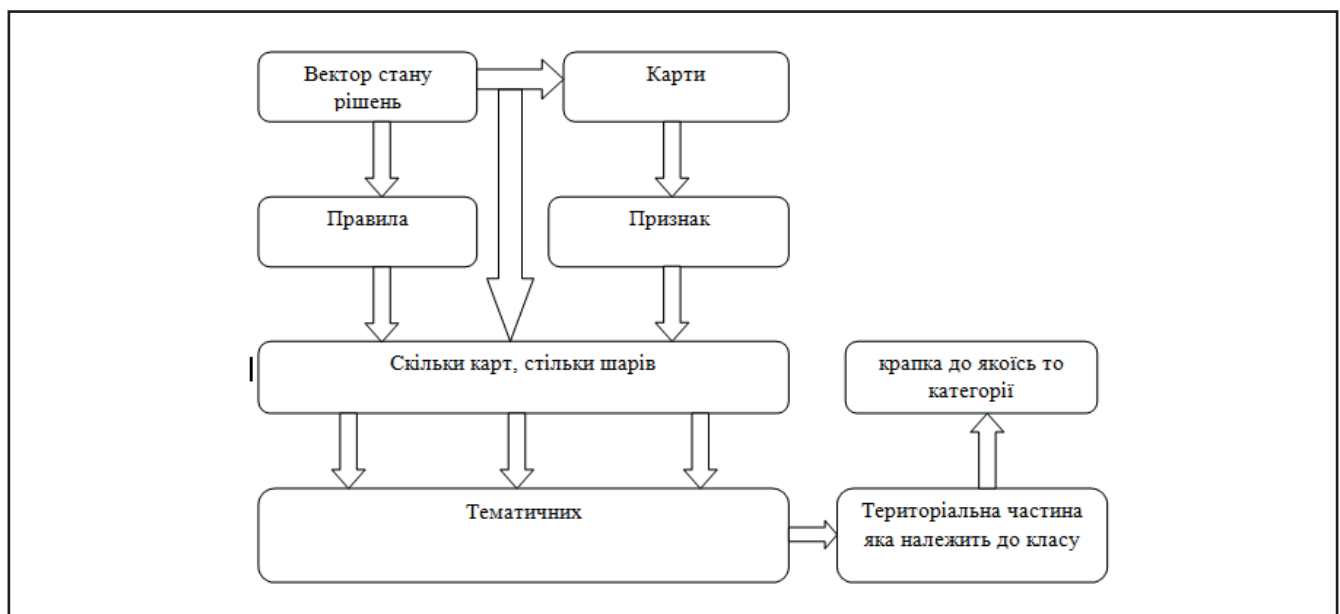 Вектор стану
рішень
Карти
Правила
Признак
Скільки карт, стільки шарів
крапка до якоїсь то
категорії
Тематичних
Територіальна частина
яка належить до класу